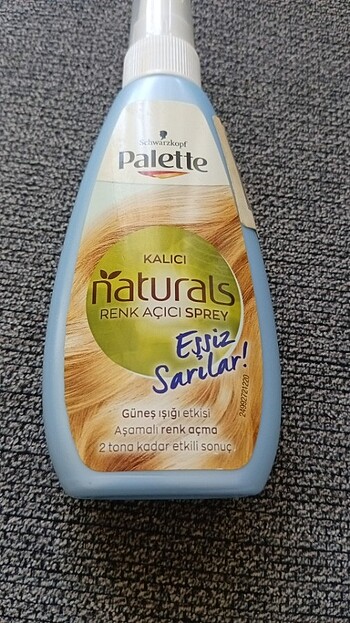 Schwarzkopf
Palette
KALICI
naturals
RENK AÇICI SPREY
Eşsiz
Sarılar!
Güneş ışığı etkisi
Aşamalı renk açma
2 tona kadar etkili sonuç
24992721220